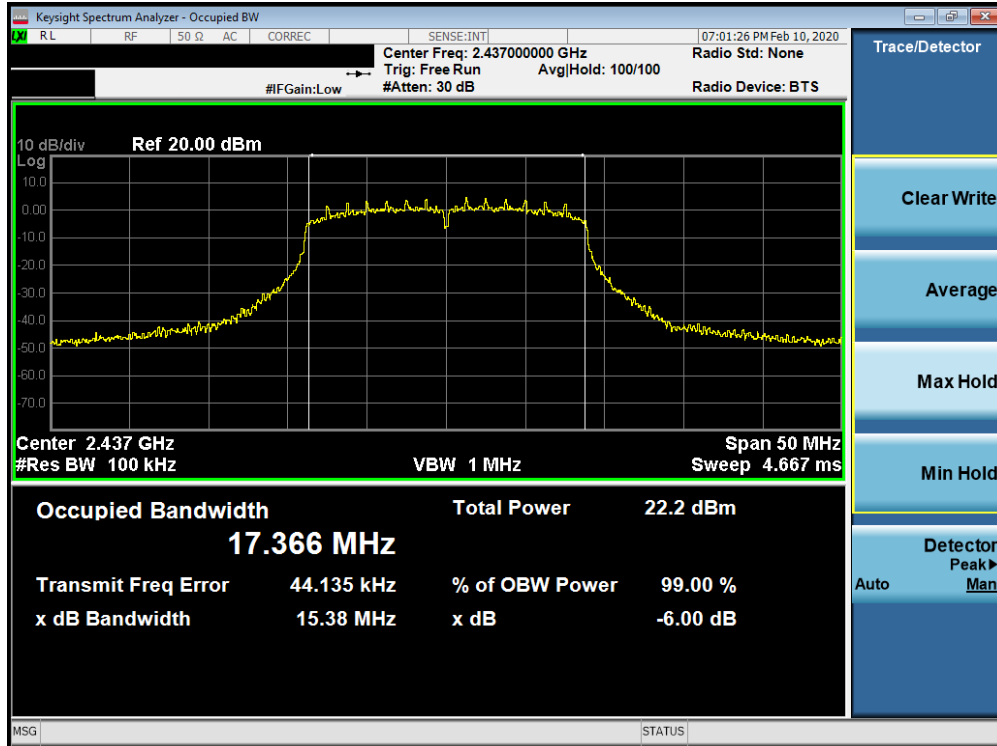 Keysight Spectrum Analyzer - Occupied BW
LXI RL RF 50 Ω AC CORREC SENSE:INT 07:01:26 PM Feb 10, 2020
Center Freq: 2.437000000 GHz Radio Std: None
Trig: Free Run Avg|Hold: 100/100
#IFGain:Low #Atten: 30 dB Radio Device: BTS
Trace/Detector
10 dB/div Ref 20.00 dBm
Log
10.0
0.00
-10.0
-20.0
-30.0
-40.0
-50.0
-60.0
-70.0
Center 2.437 GHz Span 50 MHz
#Res BW 100 kHz VBW 1 MHz Sweep 4.667 ms
Occupied Bandwidth Total Power 22.2 dBm
17.366 MHz
Transmit Freq Error 44.135 kHz % of OBW Power 99.00 %
x dB Bandwidth 15.38 MHz x dB -6.00 dB
Clear Write
Average
Max Hold
Min Hold
Detector
Peak▶
Auto Man
MSG STATUS